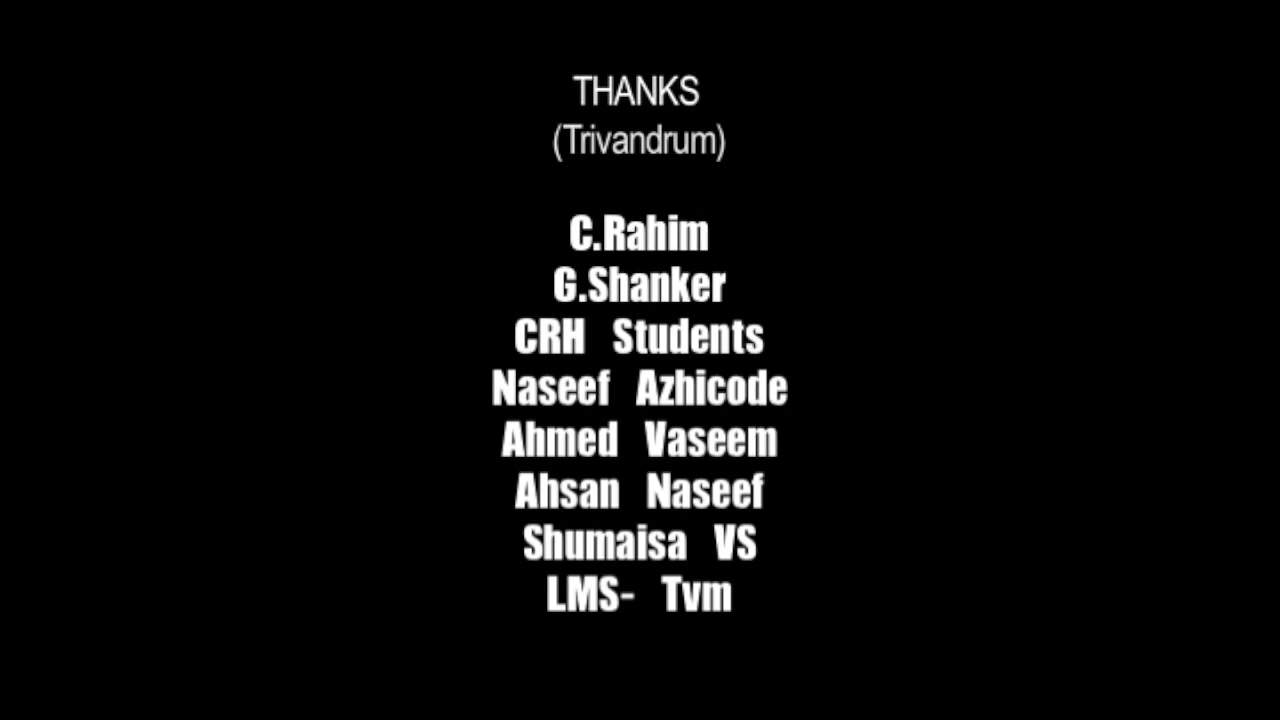 THANKS
(Trivandrum)
C.Rahim
G.Shanker
CRH Students
Naseef Azhicode
Ahmed Vaseem
Ahsan Naseef
Shumaisa VS
LMS- Tvm